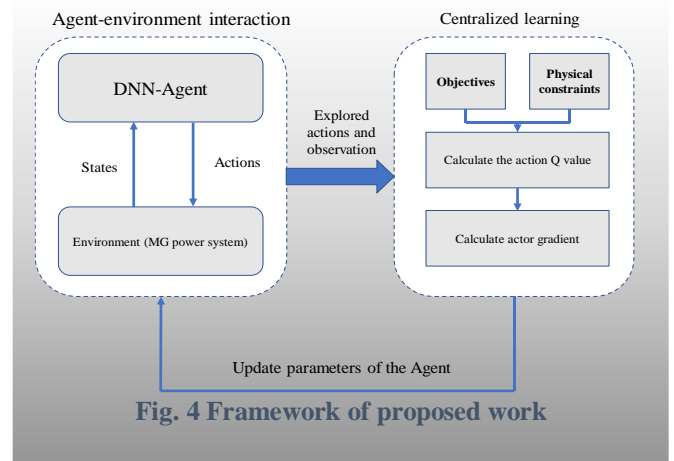 Agent-environment interaction
DNN-Agent
States
Actions
Environment (MG power system)
Explored
actions and
observation
Centralized learning
Objectives
Physical
constraints
Calculate the action Q value
Calculate actor gradient
Update parameters of the Agent
Fig. 4 Framework of proposed work